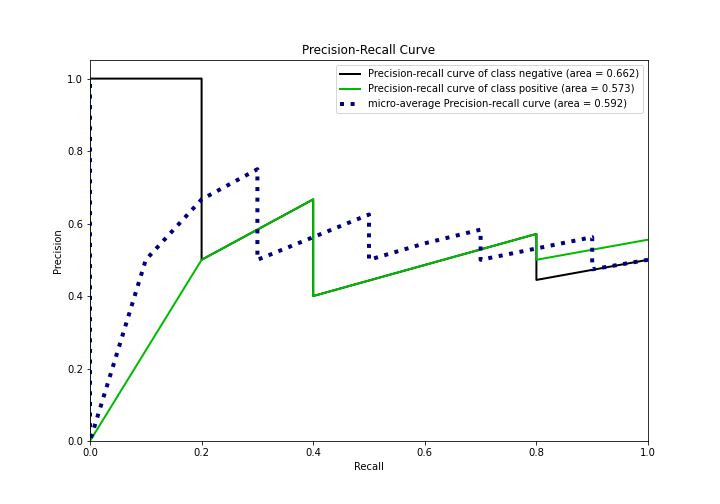 Precision-Recall Curve
Precision-recall curve of class negative (area = 0.662)
Precision-recall curve of class positive (area = 0.573)
micro-average Precision-recall curve (area = 0.592)
1.0
0.8
0.6
0.4
0.2
0.0
Precision
0.0 0.2 0.4 0.6 0.8 1.0
Recall